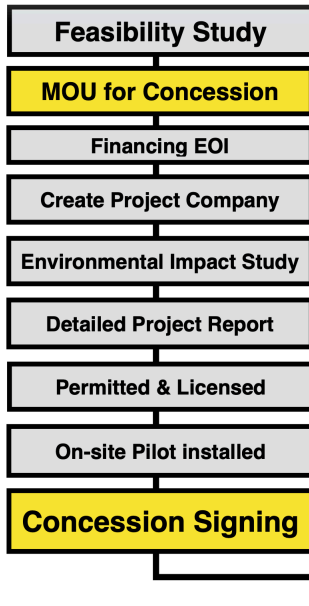 Feasibility Study
MOU for Concession
Financing EOI
Create Project Company
Environmental Impact Study
Detailed Project Report
Permitted & Licensed
On-site Pilot installed
Concession Signing